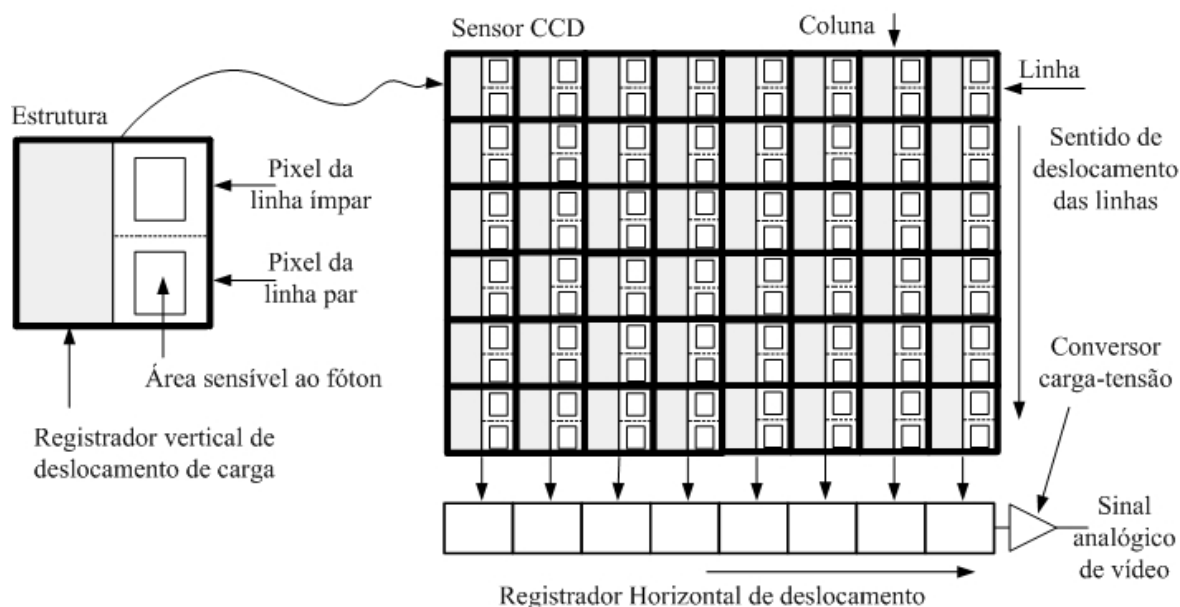 Sensor CCD
Coluna
Linha
Estrutura
Pixel da
linha ímpar
Pixel da
linha par
Área sensível ao fóton
Registrador vertical de
deslocamento de carga
Sentido de
deslocamento
das linhas
Conversor
carga-tensão
Sinal
analógico
de vídeo
Registrador Horizontal de deslocamento